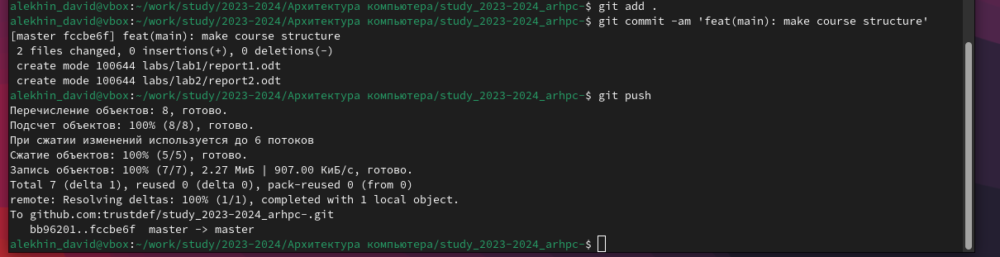 alekhin_david@vbox:~/work/study/2023-2024/Архитектура компьютера/study_2023-2024_arhpc-$ git add .
alekhin_david@vbox:~/work/study/2023-2024/Архитектура компьютера/study_2023-2024_arhpc-$ git commit -am 'feat(main): make course structure'
[master fccbe6f] feat(main): make course structure
 2 files changed, 0 insertions(+), 0 deletions(-)
 create mode 100644 labs/lab1/report1.odt
 create mode 100644 labs/lab2/report2.odt
alekhin_david@vbox:~/work/study/2023-2024/Архитектура компьютера/study_2023-2024_arhpc-$ git push
Перечисление объектов: 8, готово.
Подсчет объектов: 100% (8/8), готово.
При сжатии изменений используется до 6 потоков
Сжатие объектов: 100% (5/5), готово.
Запись объектов: 100% (7/7), 2.27 МиБ | 907.00 КиБ/с, готово.
Total 7 (delta 1), reused 0 (delta 0), pack-reused 0 (from 0)
remote: Resolving deltas: 100% (1/1), completed with 1 local object.
To github.com:trustdef/study_2023-2024_arhpc-.git
   bb96201..fccbe6f  master -> master
alekhin_david@vbox:~/work/study/2023-2024/Архитектура компьютера/study_2023-2024_arhpc-$